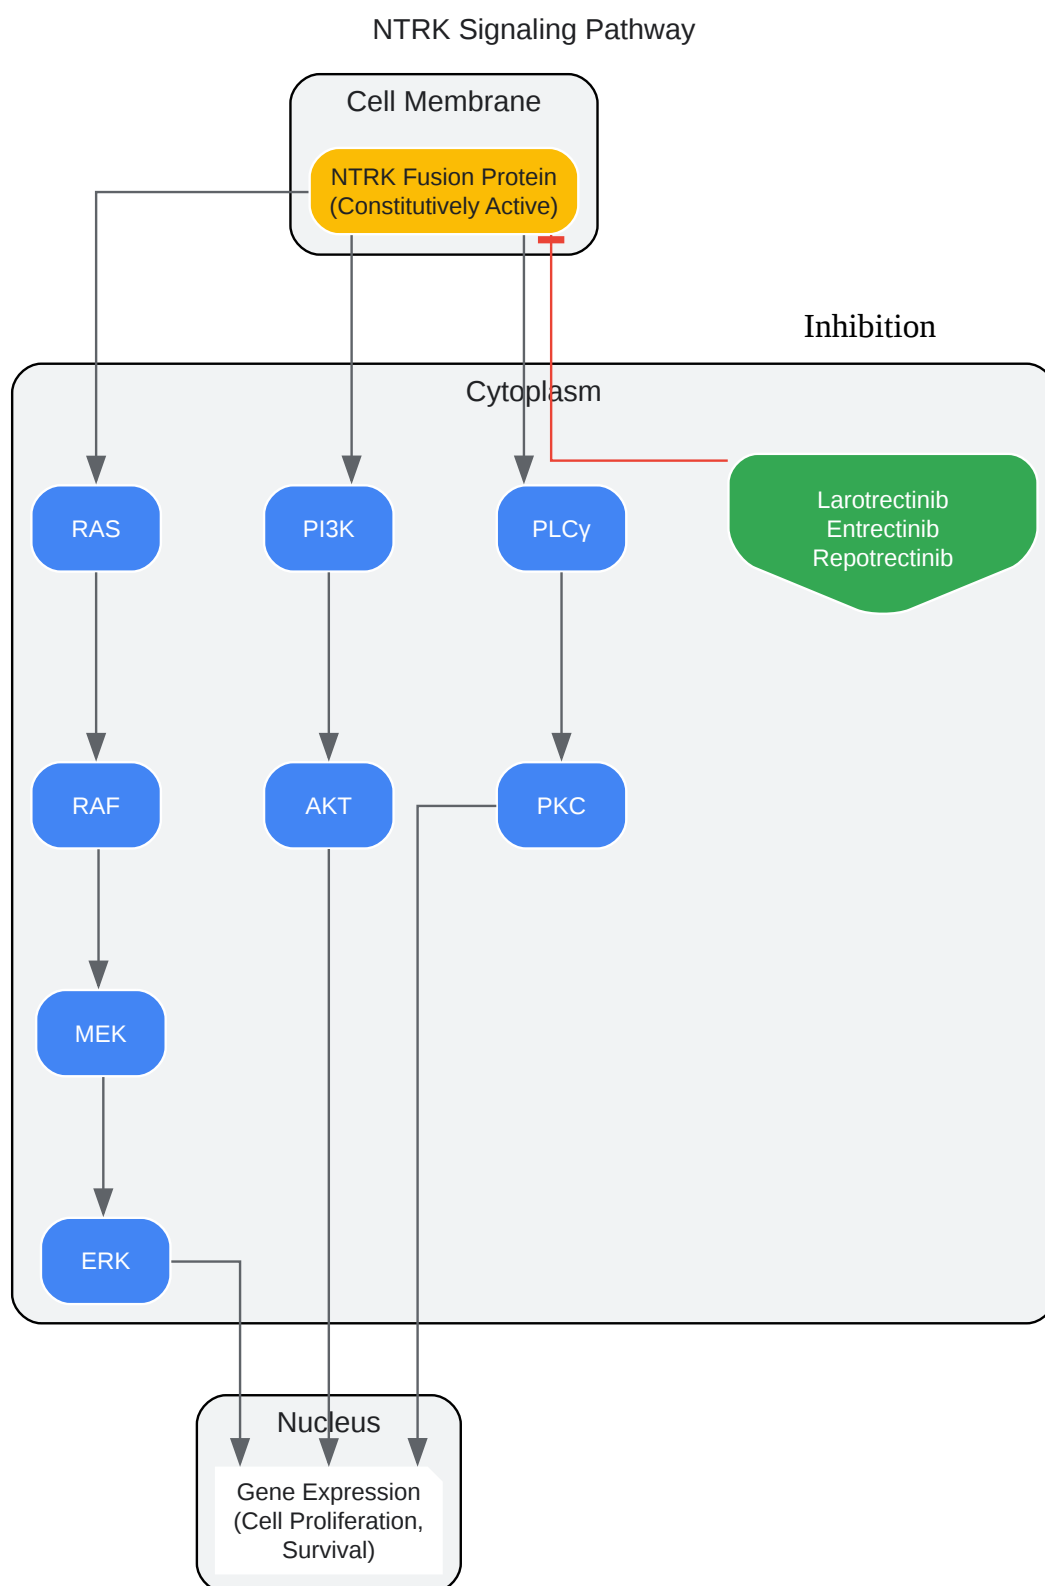 NTRK Signaling Pathway
Cell Membrane
NTRK Fusion Protein
(Constitutively Active)
Inhibition
Cytoplasm
RAS
PI3K
PLCγ
Larotrectinib
Entrectinib
Repotrectinib
RAF
AKT
PKC
MEK
ERK
Nucleus
Gene Expression
(Cell Proliferation,
Survival)